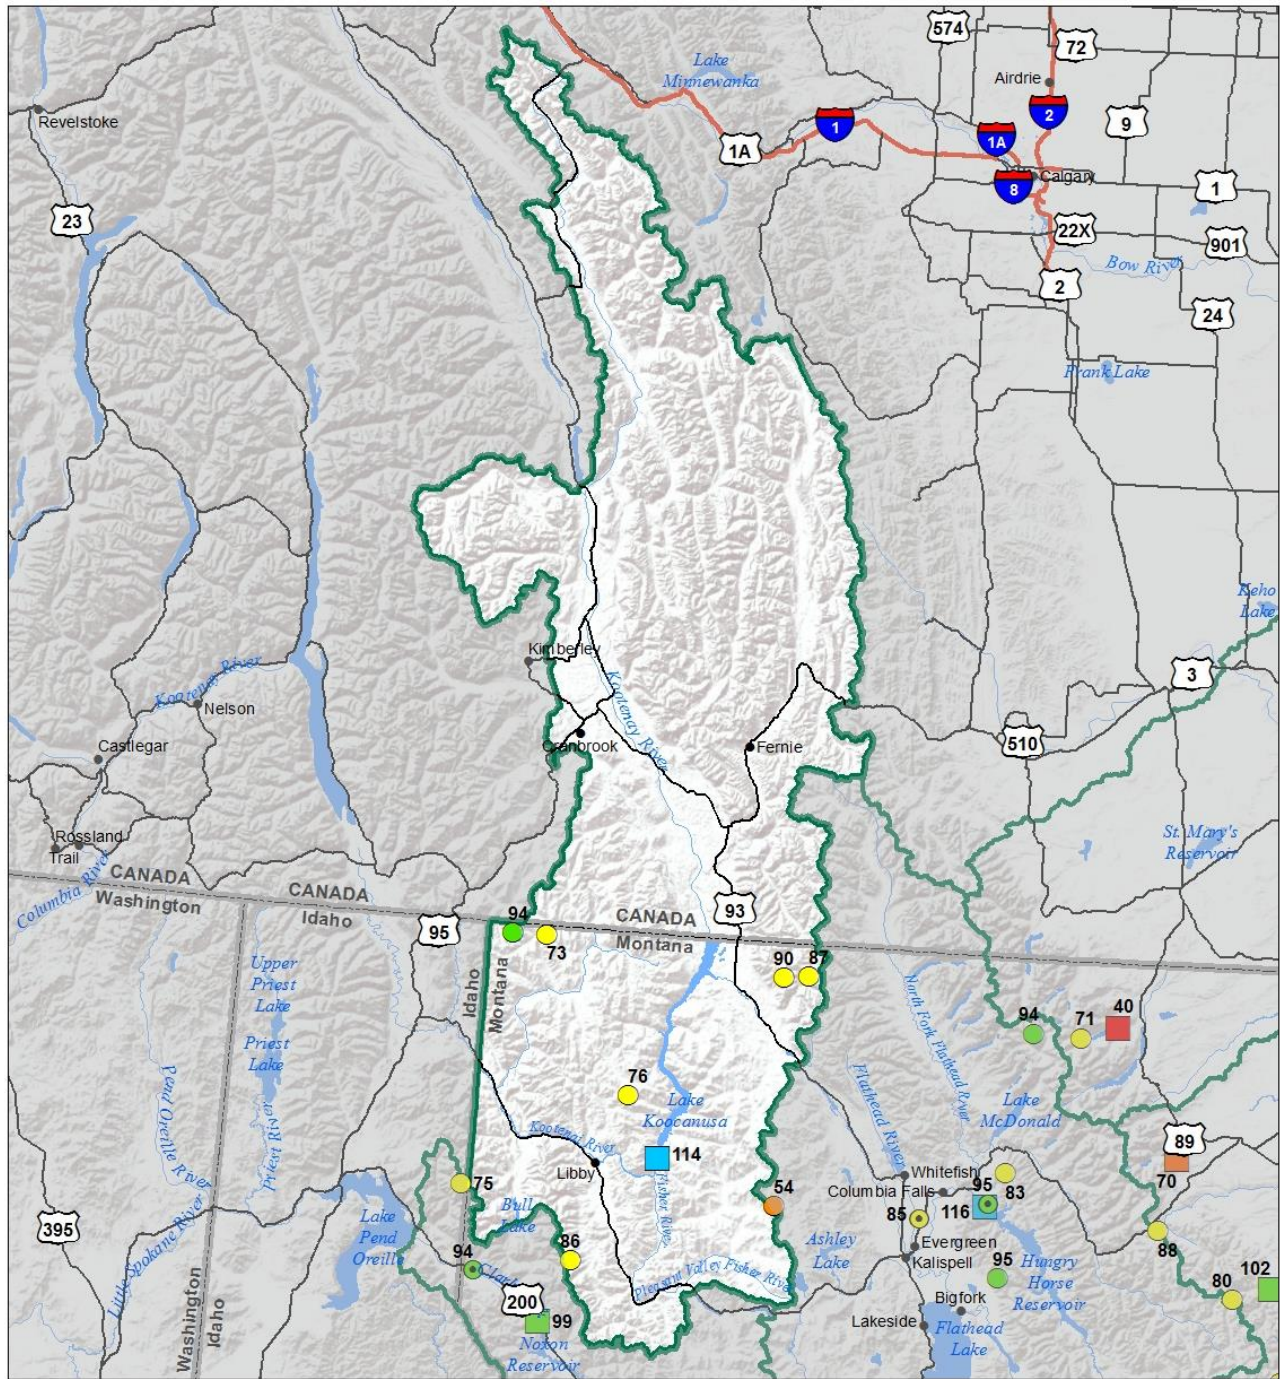 574
72
Lake
Minnewanka
Airdrie
2
1
9
1A
1A
Revelstoke
Calgary
8
1
23
22X
901
Bow River
2
24
Frank Lake
Keho
Lake
Kimberley
Kootenay River
Kootenay River
3
Nelson
Castlegar
Cranbrook
Fernie
510
Rossland
Trail
St. Mary's
Reservoir
Columbia River
CANADA
Washington
CANADA
Idaho
95
94
73
CANADA
Montana
93
90
87
Upper
Priest
Lake
Idaho
Montana
North Fork Flathead River
94
71
40
Priest
Lake
Pend Oreille River
Priest River
76
Lake
Koocanusa
Flathead River
Lake
McDonald
Kootenai River
89
Libby
114
Fisher River
Whitefish
70
75
54
Columbia Falls
95
83
116
85
Bull
Lake
395
Lake
Pend
Oreille
Little Spokane River
86
Ashley
Lake
Evergreen
Kalispell
88
94
Clark
Pleasant Valley Fisher River
Hungry
Horse
Reservoir
95
102
80
200
99
Noxon
Reservoir
Bigfork
Lakeside
Flathead
Lake
Washington
Idaho